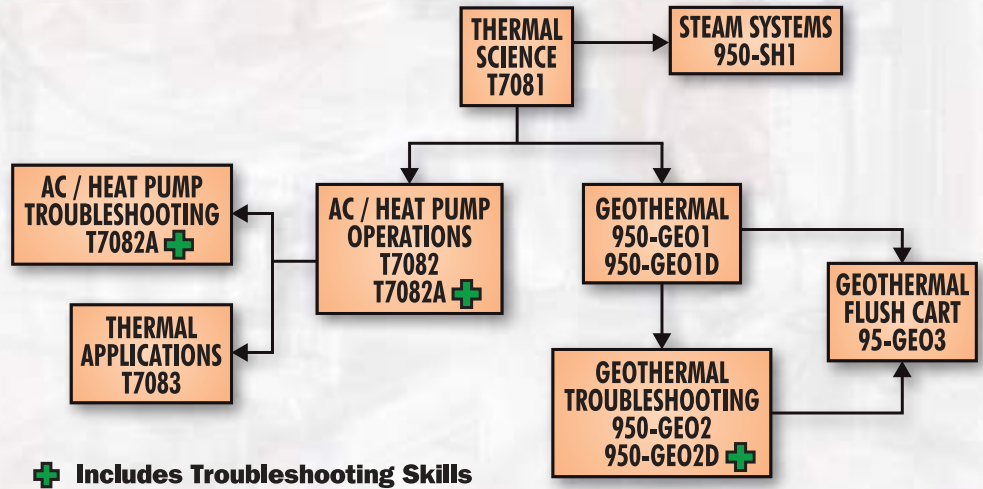 THERMAL
SCIENCE
T7081
STEAM SYSTEMS
950-SH1
AC / HEAT PUMP
TROUBLESHOOTING
T7082A
AC / HEAT PUMP
OPERATIONS
T7082
T7082A
GEOTHERMAL
950-GEO1
950-GEO1D
GEOTHERMAL
FLUSH CART
95-GEO3
THERMAL
APPLICATIONS
T7083
GEOTHERMAL
TROUBLESHOOTING
950-GEO2
950-GEO2D
Includes Troubleshooting Skills